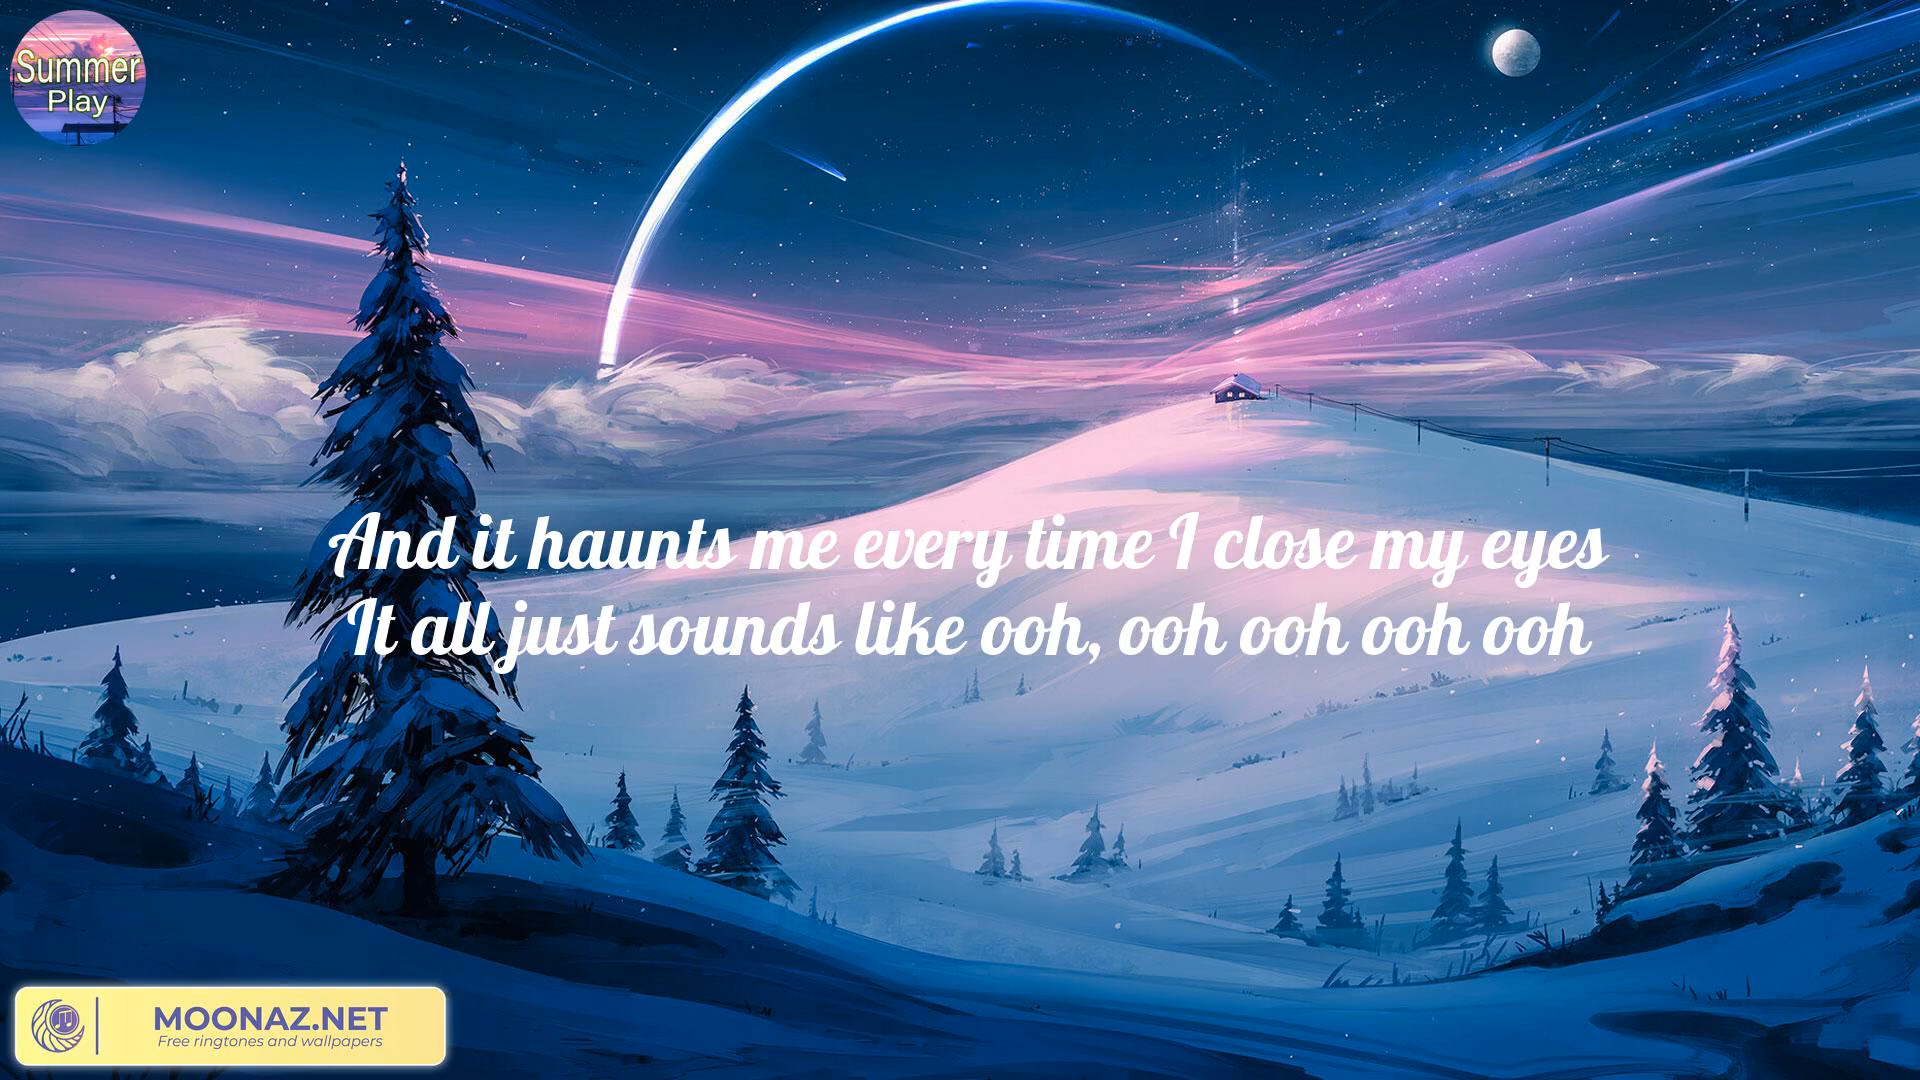 Summer
Play
And it haunts me every time I close my eyes
It all just sounds like ooh, ooh ooh ooh ooh
MOONAZ.NET
Free ringtones and wallpapers